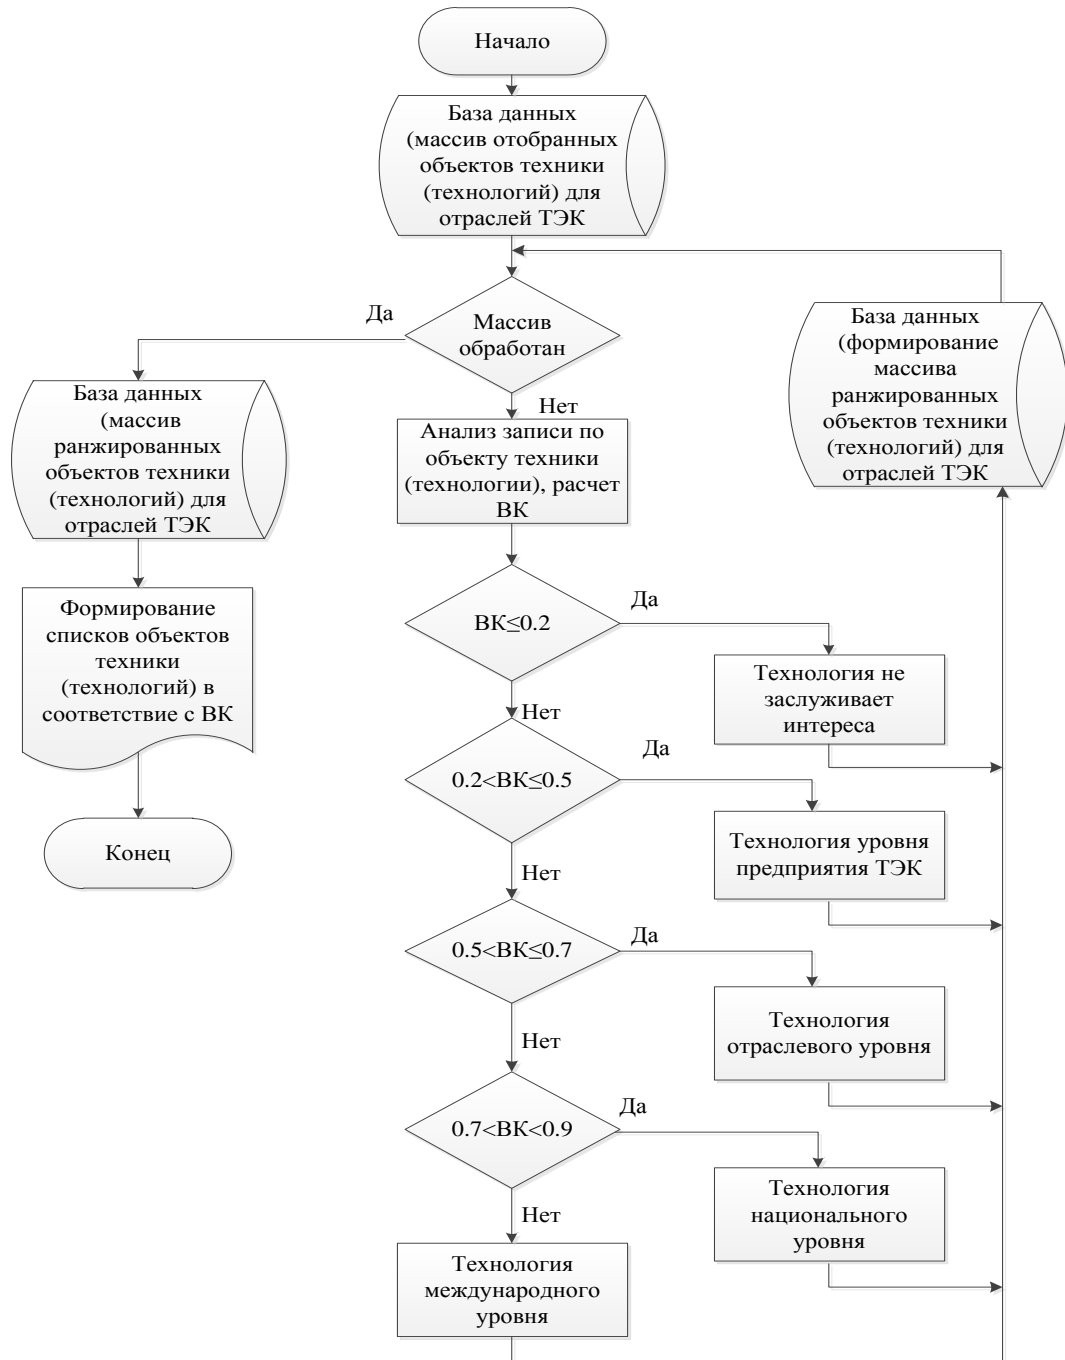 Начало
База данных
(массив отобранных
объектов техники
(технологий) для
отраслей ТЭК
Да
Массив
обработан
Нет
База данных
(массив
ранжированных
объектов техники
(технологий) для
отраслей ТЭК
База данных
(формирование
массива
ранжированных
объектов техники
(технологий) для
отраслей ТЭК
Анализ записи по
объекту техники
(технологии), расчет
ВК
Формирование
списков объектов
техники
(технологий) в
соответствие с ВК
Конец
ВК≤0.2
Да
Технология не
заслуживает
интереса
Нет
0.2<ВК≤0.5
Да
Технология уровня
предприятия ТЭК
Нет
0.5<ВК≤0.7
Да
Технология
отраслевого уровня
Нет
0.7<ВК<0.9
Да
Технология
национального
уровня
Нет
Технология
международного
уровня